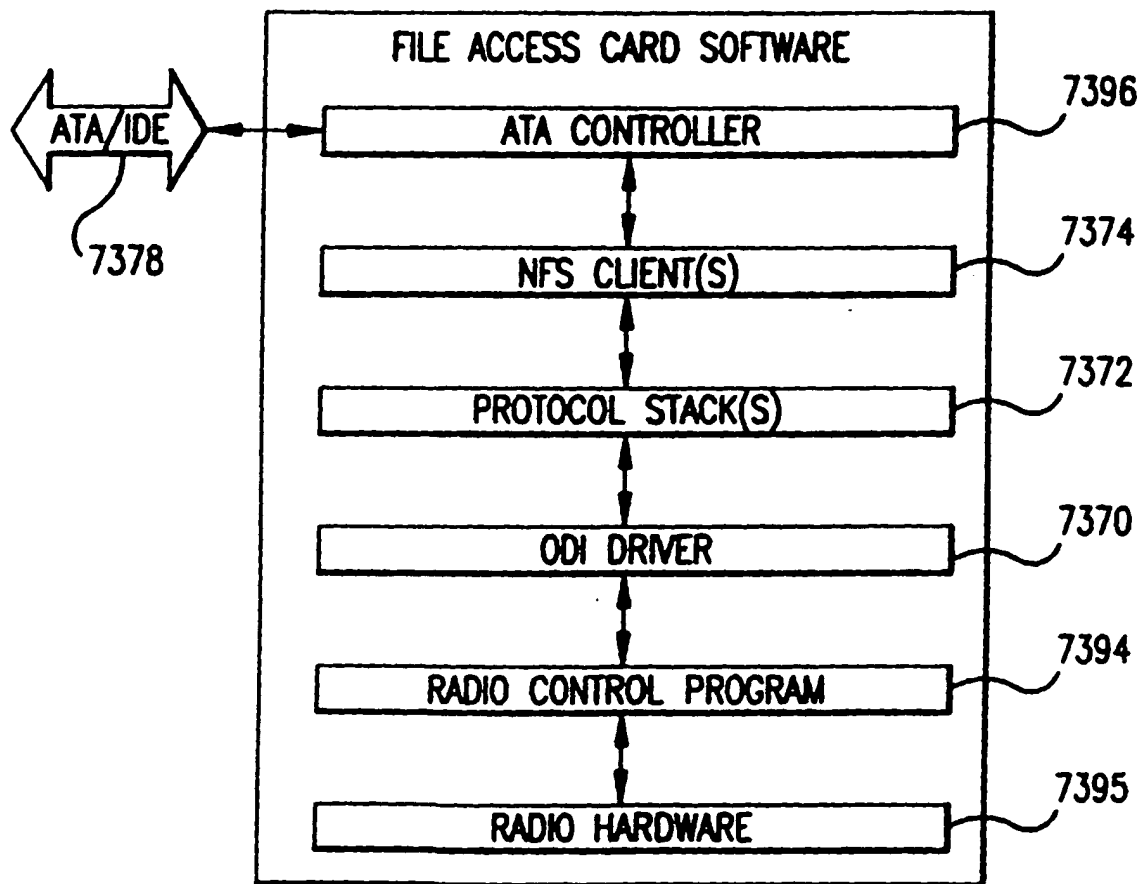 FILE ACCESS CARD SOFTWARE
7396
ATA/IDE
ATA CONTROLLER
7378
7374
NFS CLIENT(S)
7372
PROTOCOL STACK(S)
7370
ODI DRIVER
7394
RADIO CONTROL PROGRAM
7395
RADIO HARDWARE